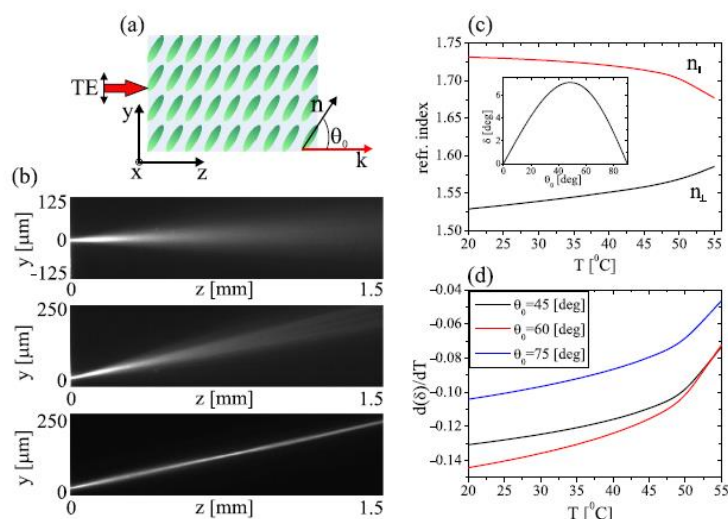 (a)
TE
y
x
z
n
θ₀
k
(b)
125
0
-125
y [μm]
0
z [mm]
1.5
250
0
y [μm]
0
z [mm]
1.5
250
0
y [μm]
0
z [mm]
1.5
(c)
1.75
1.70
1.65
1.60
1.55
1.50
refr. index
n∥
n⊥
6
4
2
0
δ [deg]
0 20 40 60 80
θ₀ [deg]
20 25 30 35 40 45 50 55
T [⁰C]
(d)
-0.04
-0.06
-0.08
-0.10
-0.12
-0.14
d(δ)/dT
θ₀=45 [deg]
θ₀=60 [deg]
θ₀=75 [deg]
20 25 30 35 40 45 50 55
T [⁰C]